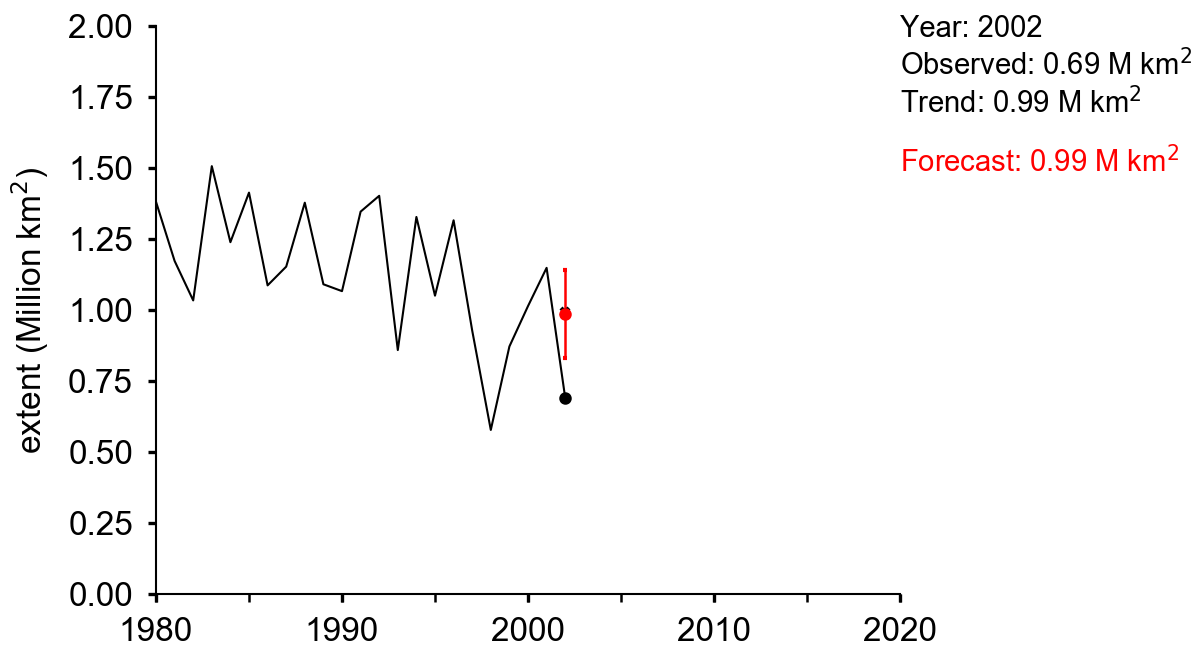 2.00
1.75
1.50
1.25
1.00
0.75
0.50
0.25
0.00
extent (Million km²)
1980 1990 2000 2010 2020
Year: 2002
Observed: 0.69 M km²
Trend: 0.99 M km²
Forecast: 0.99 M km²